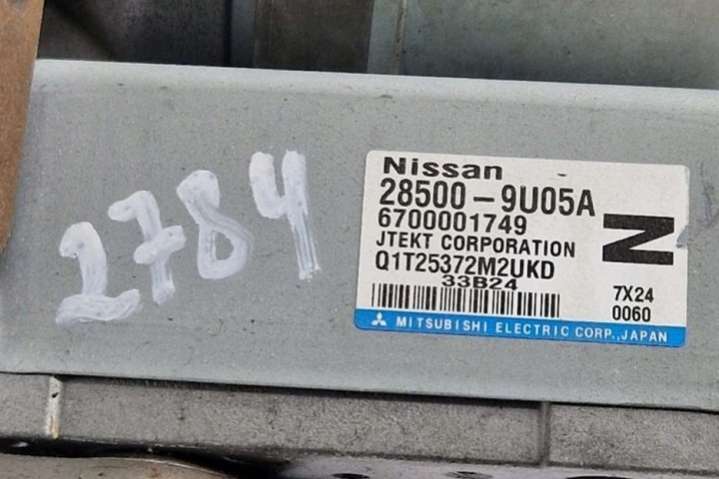 2784
Nissan
28500-9U05A
6700001749
JTEKT CORPORATION
Q1T25372M2UKD
33B24
N
7X24
0060
MITSUBISHI ELECTRIC CORP., JAPAN